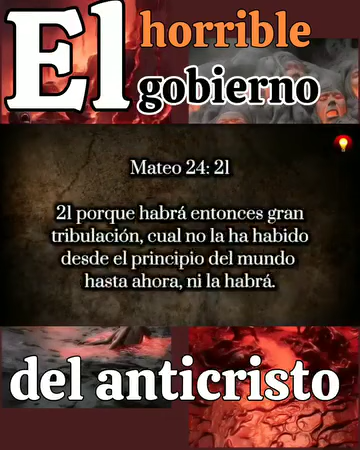 El horrible
gobierno
Mateo 24: 21
21 porque habrá entonces gran
tribulación, cual no la ha habido
desde el principio del mundo
hasta ahora, ni la habrá.
del anticristo